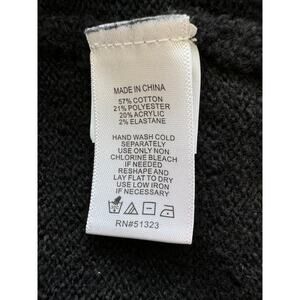 MADE IN CHINA
57% COTTON
21% POLYESTER
20% ACRYLIC
2% ELASTANE
HAND WASH COLD
SEPARATELY
USE ONLY NON
CHLORINE BLEACH
IF NEEDED
RESHAPE AND
LAY FLAT TO DRY
USE LOW IRON
IF NECESSARY
RN#51323